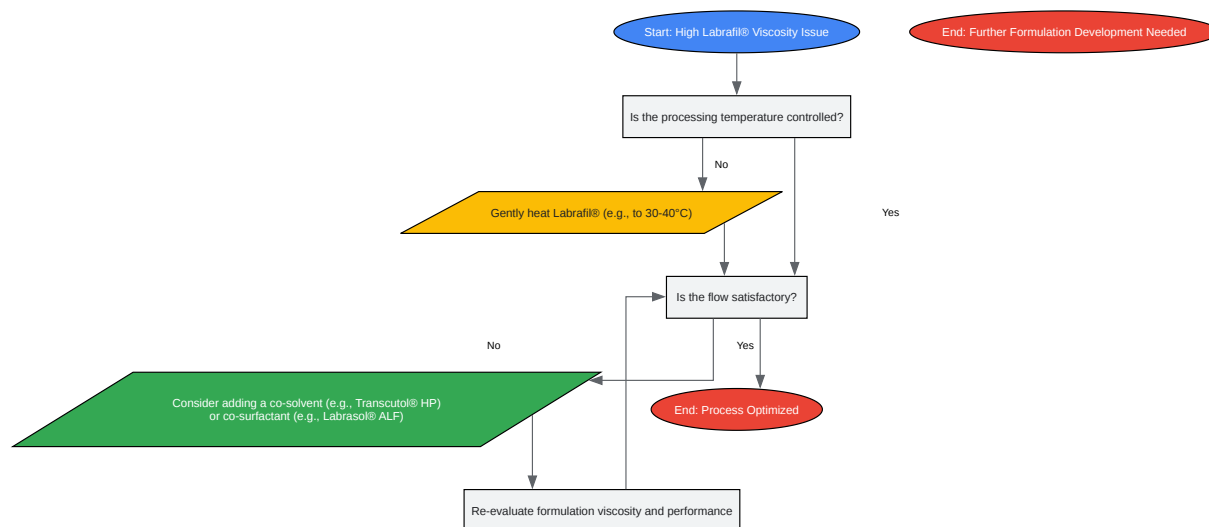 Start: High Labrafil® Viscosity Issue
End: Further Formulation Development Needed
Is the processing temperature controlled?
No
Gently heat Labrafil® (e.g., to 30-40°C)
Yes
Is the flow satisfactory?
No
Yes
Consider adding a co-solvent (e.g., Transcutol® HP)
or co-surfactant (e.g., Labrasol® ALF)
End: Process Optimized
Re-evaluate formulation viscosity and performance